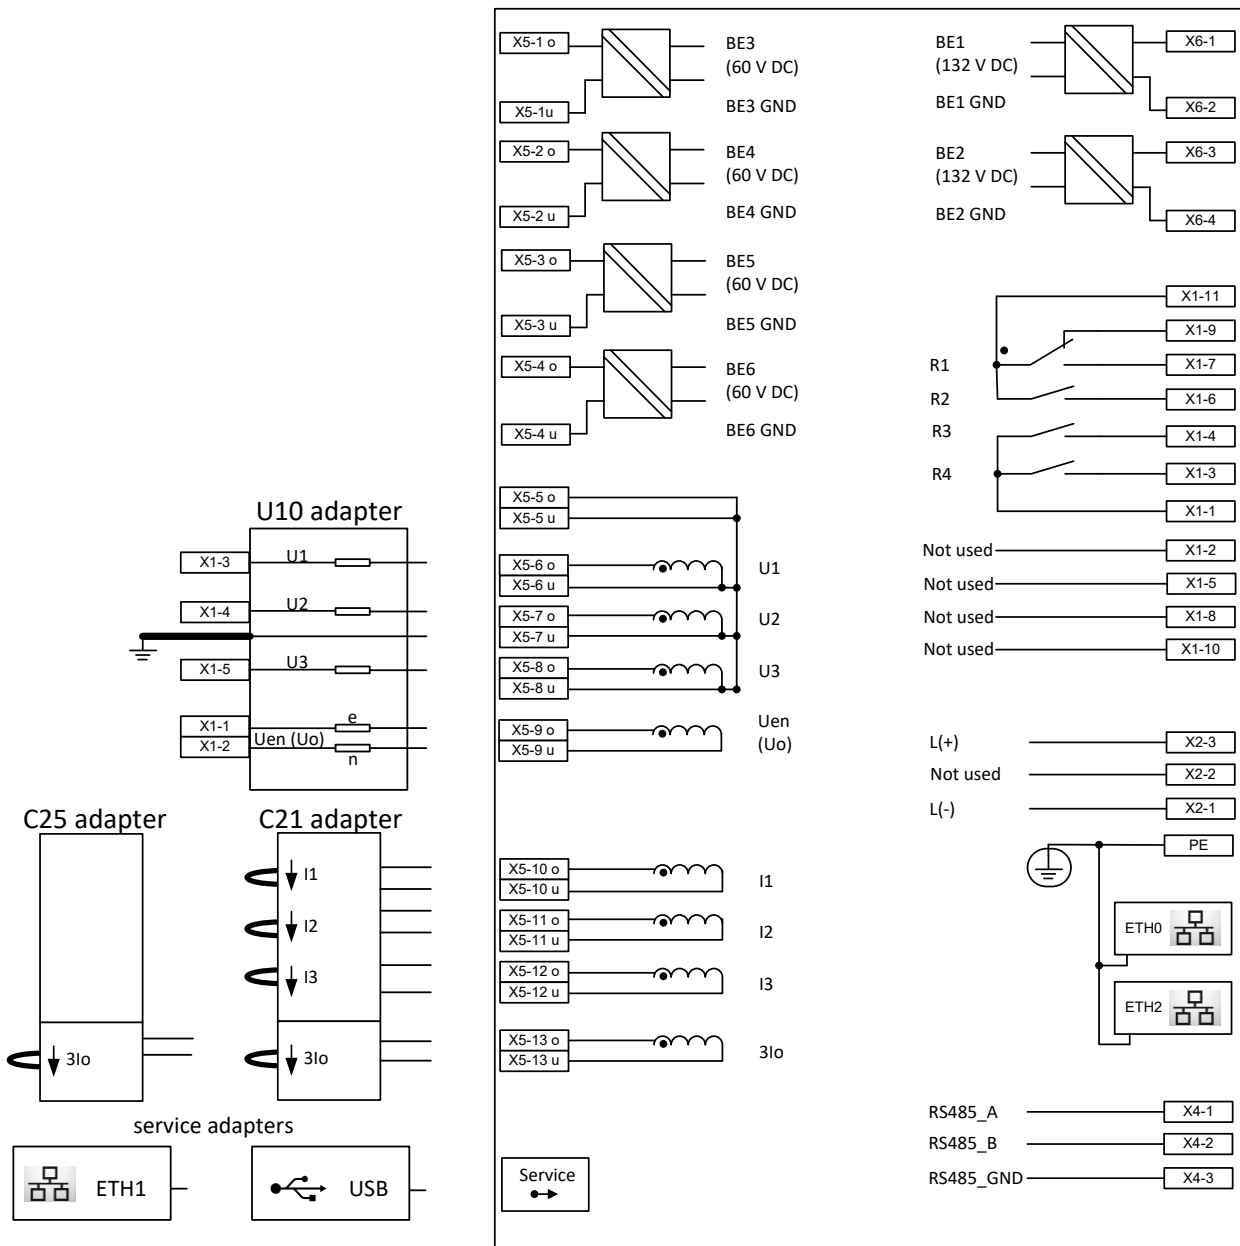 X5-1 o
BE3
(60 V DC)
X5-1u
BE3 GND
X5-2 o
BE4
(60 V DC)
X5-2 u
BE4 GND
X5-3 o
BE5
(60 V DC)
X5-3 u
BE5 GND
X5-4 o
BE6
(60 V DC)
X5-4 u
BE6 GND
BE1
(132 V DC)
X6-1
BE1 GND
X6-2
BE2
(132 V DC)
X6-3
BE2 GND
X6-4
X1-11
X1-9
R1
X1-7
R2
X1-6
R3
X1-4
R4
X1-3
X1-1
Not used
X1-2
Not used
X1-5
Not used
X1-8
Not used
X1-10
U10 adapter
X1-3
U1
X1-4
U2
X1-5
U3
X1-1
e
X1-2
Uen (Uo)
n
X5-5 o
X5-5 u
X5-6 o
X5-6 u
U1
X5-7 o
X5-7 u
U2
X5-8 o
X5-8 u
U3
X5-9 o
X5-9 u
Uen
(Uo)
L(+)
X2-3
Not used
X2-2
L(-)
X2-1
PE
C25 adapter
3Io
C21 adapter
I1
I2
I3
3Io
X5-10 o
X5-10 u
I1
X5-11 o
X5-11 u
I2
X5-12 o
X5-12 u
I3
X5-13 o
X5-13 u
3Io
ETH0
ETH2
service adapters
ETH1
USB
Service
RS485_A
X4-1
RS485_B
X4-2
RS485_GND
X4-3